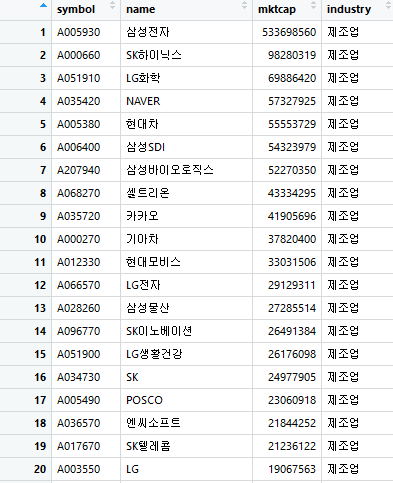 symbol name mktcap industry
1 A005930 삼성전자 533698560 제조업
2 A000660 SK하이닉스 98280319 제조업
3 A051910 LG화학 69886420 제조업
4 A035420 NAVER 57327925 제조업
5 A005380 현대차 55553729 제조업
6 A006400 삼성SDI 54323979 제조업
7 A207940 삼성바이오로직스 52270350 제조업
8 A068270 셀트리온 43334295 제조업
9 A035720 카카오 41905696 제조업
10 A000270 기아차 37820400 제조업
11 A012330 현대모비스 33031506 제조업
12 A066570 LG전자 29129311 제조업
13 A028260 삼성물산 27285514 제조업
14 A096770 SK이노베이션 26491384 제조업
15 A051900 LG생활건강 26176098 제조업
16 A034730 SK 24977905 제조업
17 A005490 POSCO 23060918 제조업
18 A036570 엔씨소프트 21844252 제조업
19 A017670 SK텔레콤 21236122 제조업
20 A003550 LG 19067563 제조업